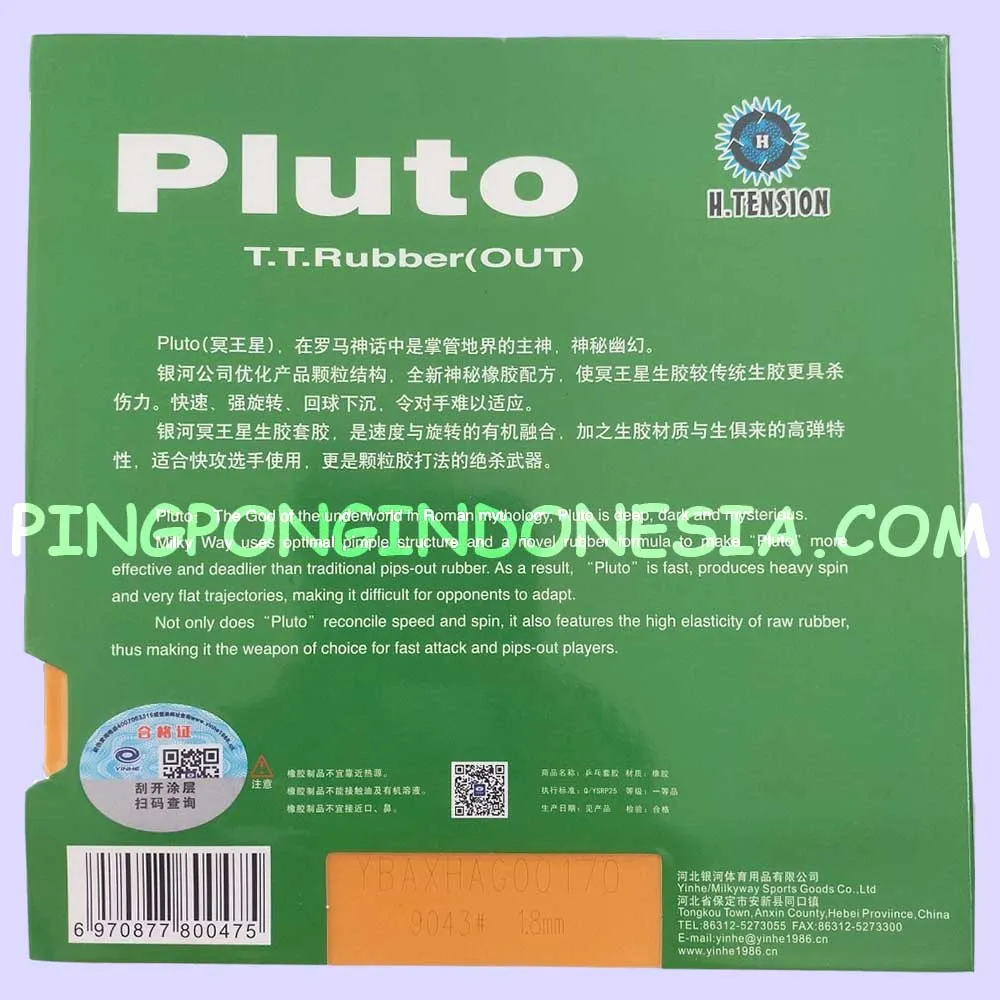 Pluto
H
H.TENSION
T.T.Rubber(OUT)
Pluto(冥王星)，在罗马神话中是掌管地界的主神，神秘幽幻。
银河公司优化产品颗粒结构，全新神秘橡胶配方，使冥王星生胶较传统生胶更具杀
伤力。快速、强旋转、回球下沉，令对手难以适应。
银河冥王星生胶套胶，是速度与旋转的有机融合，加之生胶材质与生俱来的高弹特
性，适合快攻选手使用，更是颗粒胶打法的绝杀武器。
PINGPONGINDONESIA.COM
Pluto: The God of the underworld in Roman mythology, Pluto is deep, dark and mysterious.
Milky Way uses optimal pimple structure and a novel rubber formula to make “Pluto” more
effective and deadlier than traditional pips-out rubber. As a result, “Pluto” is fast, produces heavy spin
and very flat trajectories, making it difficult for opponents to adapt.
Not only does “Pluto” reconcile speed and spin, it also features the high elasticity of raw rubber,
thus making it the weapon of choice for fast attack and pips-out players.
合格证
YINHE
刮开涂层
扫码查询
注意
橡胶制品不宜靠近热源。
橡胶制品不能接触油及有机溶液。
橡胶制品不宜接近口、鼻。
商品名称：乒乓套胶 材质：橡胶
执行标准：Q/YSRP25 等级：一等品
生产日期：见产品 检验：合格
6 970877 800475
YBAXHAG00170
9043# 1.8mm
河北银河体育用品有限公司
Yinhe/Milkyway Sports Goods Co.,Ltd
河北省保定市安新县同口镇
Tongkou Town,Anxin County,Hebei Proviince,China
TEL:86312-5273055 FAX:86312-5273300
E-mail:yinhe@yinhe1986.cn
www.yinhe1986.cn